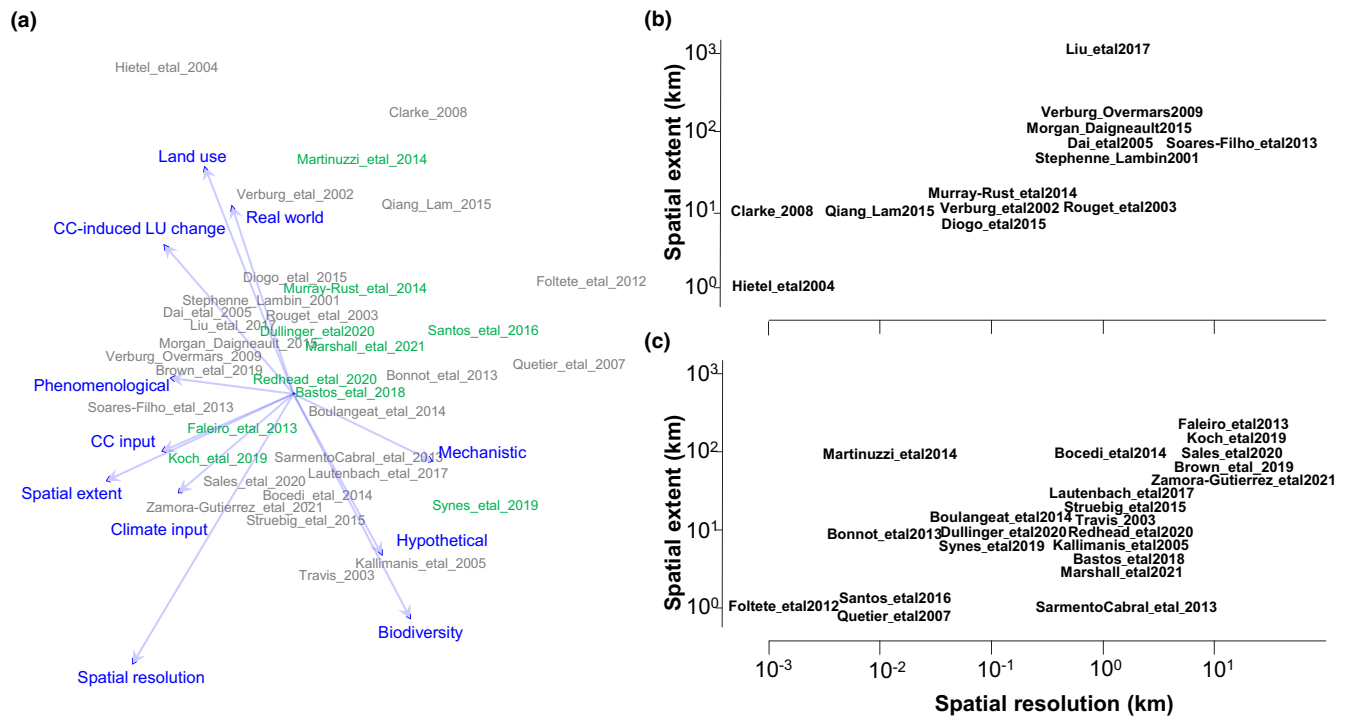 (a)
Hietel_etal_2004
Clarke_2008
Land use
Martinuzzi_etal_2014
Verburg_etal_2002
Qiang_Lam_2015
Real world
CC-induced LU change
Diogo_etal_2015
Murray-Rust_etal_2014
Foltete_etal_2012
Stephenne_Lambin_2001
Dai_etal_2005
Rouget_etal_2003
Liu_etal_2017
Dullinger_etal2020
Santos_etal_2016
Morgan_Daigneault_2015
Marshall_etal_2021
Verburg_Overmars_2009
Quetier_etal_2007
Brown_etal_2019
Bonnot_etal_2013
Phenomenological
Redhead_etal_2020
Bastos_etal_2018
Soares-Filho_etal_2013
Boulangeat_etal_2014
Faleiro_etal_2013
CC input
Mechanistic
Koch_etal_2019
SarmentoCabral_etal_2013
Lautenbach_etal_2017
Sales_etal_2020
Spatial extent
Bocedi_etal_2014
Zamora-Gutierrez_etal_2021
Synes_etal_2019
Struebig_etal_2015
Climate input
Hypothetical
Kallimanis_etal_2005
Travis_2003
Biodiversity
Spatial resolution
(b)
Spatial extent (km)
10³
10²
10¹
10⁰
Liu_etal2017
Verburg_Overmars2009
Morgan_Daigneault2015
Dai_etal2005
Soares-Filho_etal2013
Stephenne_Lambin2001
Murray-Rust_etal2014
Clarke_2008
Qiang_Lam2015
Verburg_etal2002
Rouget_etal2003
Diogo_etal2015
Hietel_etal2004
(c)
Spatial extent (km)
10³
10²
10¹
10⁰
Faleiro_etal2013
Koch_etal2019
Martinuzzi_etal2014
Bocedi_etal2014
Sales_etal2020
Brown_etal_2019
Zamora-Gutierrez_etal2021
Lautenbach_etal2017
Struebig_etal2015
Boulangeat_etal2014
Travis_2003
Bonnot_etal2013
Dullinger_etal2020
Redhead_etal2020
Synes_etal2019
Kallimanis_etal2005
Bastos_etal2018
Marshall_etal2021
Santos_etal2016
Foltete_etal2012
SarmentoCabral_etal_2013
Quetier_etal2007
10⁻³ 10⁻² 10⁻¹ 10⁰ 10¹
Spatial resolution (km)